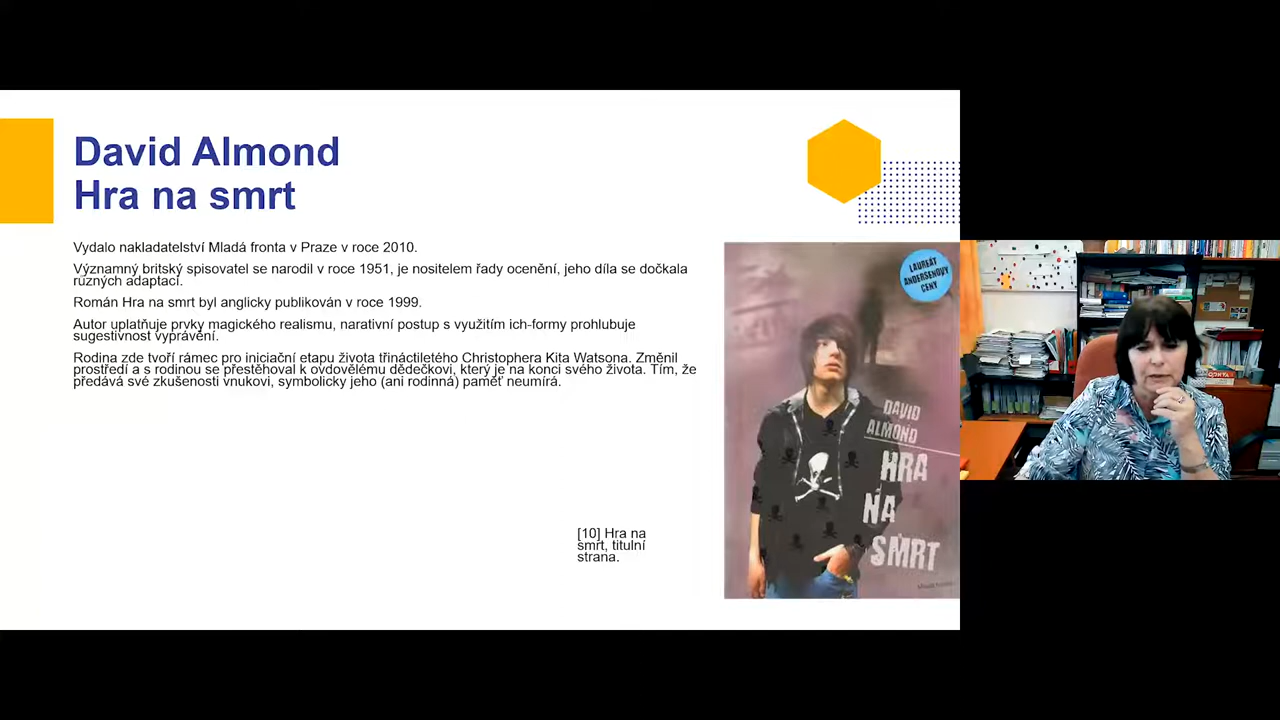 David Almond
Hra na smrt
Vydalo nakladatelství Mladá fronta v Praze v roce 2010.
Významný britský spisovatel se narodil v roce 1951, je nositelem řady ocenění, jeho díla se dočkala
různých adaptací.
Román Hra na smrt byl anglicky publikován v roce 1999.
Autor uplatňuje prvky magického realismu, narativní postup s využitím ich-formy prohlubuje
sugestivnost vyprávění.
Rodina zde tvoří rámec pro iniciační etapu života třináctiletého Christophera Kita Watsona. Změnil
prostředí a s rodinou se přestěhoval k ovdovělému dědečkovi, který je na konci svého života. Tím, že
předává své zkušenosti vnukovi, symbolicky jeho (ani rodinná) paměť neumírá.
[10] Hra na
smrt, titulní
strana.
LAUREÁT
ANDERSENOVY
CENY
DAVID
ALMOND
HRA
NA
SMRT